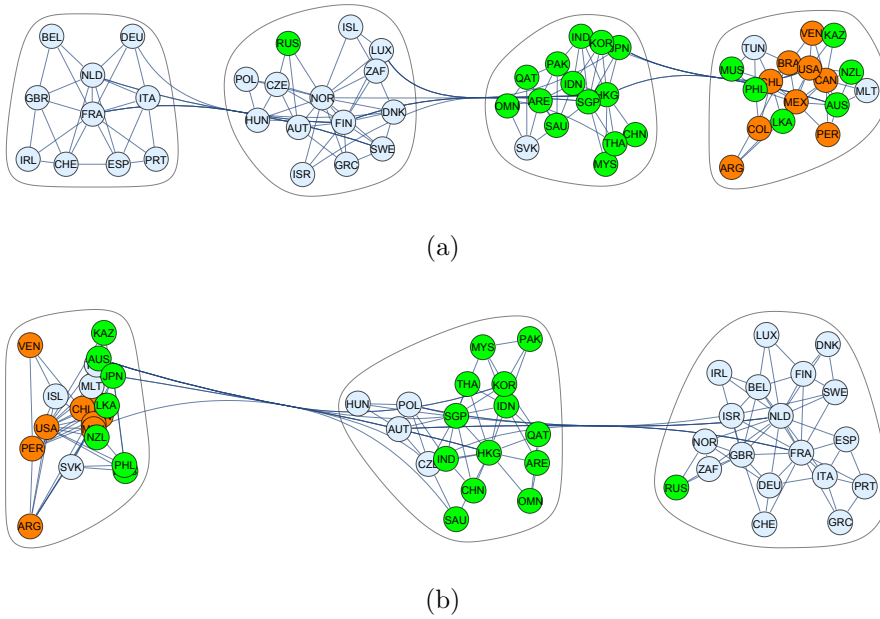 BEL DEU NLD GBR ITA FRA IRL CHE ESP PRT
ISL RUS LUX ZAF POL CZE NOR DNK HUN AUT FIN SWE GRC ISR
IND KOR JPN PAK QAT IDN HKG OMN ARE SGP SAU CHN THA SVK MYS
VEN KAZ TUN BRA USA MUS NZL CHL CAN PHL MLT MEX AUS LKA COL PER ARG
(a)
KAZ VEN AUS JPN MLT ISL CHL LKA USA NZL PER PHL SVK ARG
PAK MYS THA KOR HUN POL IDN SGP AUT QAT HKG IND CZE ARE CHN OMN SAU
LUX DNK IRL FIN BEL SWE ISR NLD ESP NOR GBR FRA ZAF ITA RUS DEU PRT CHE GRC
(b)